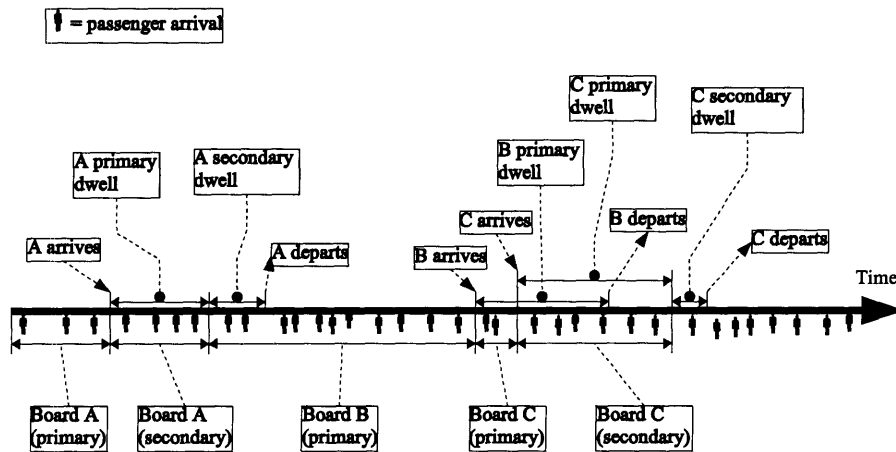 = passenger arrival
C primary
dwell
C secondary
dwell
A primary
dwell
A secondary
dwell
B primary
dwell
C arrives
B departs
A arrives
A departs
B arrives
C departs
Time
Board A
(primary)
Board A
(secondary)
Board B
(primary)
Board C
(primary)
Board C
(secondary)